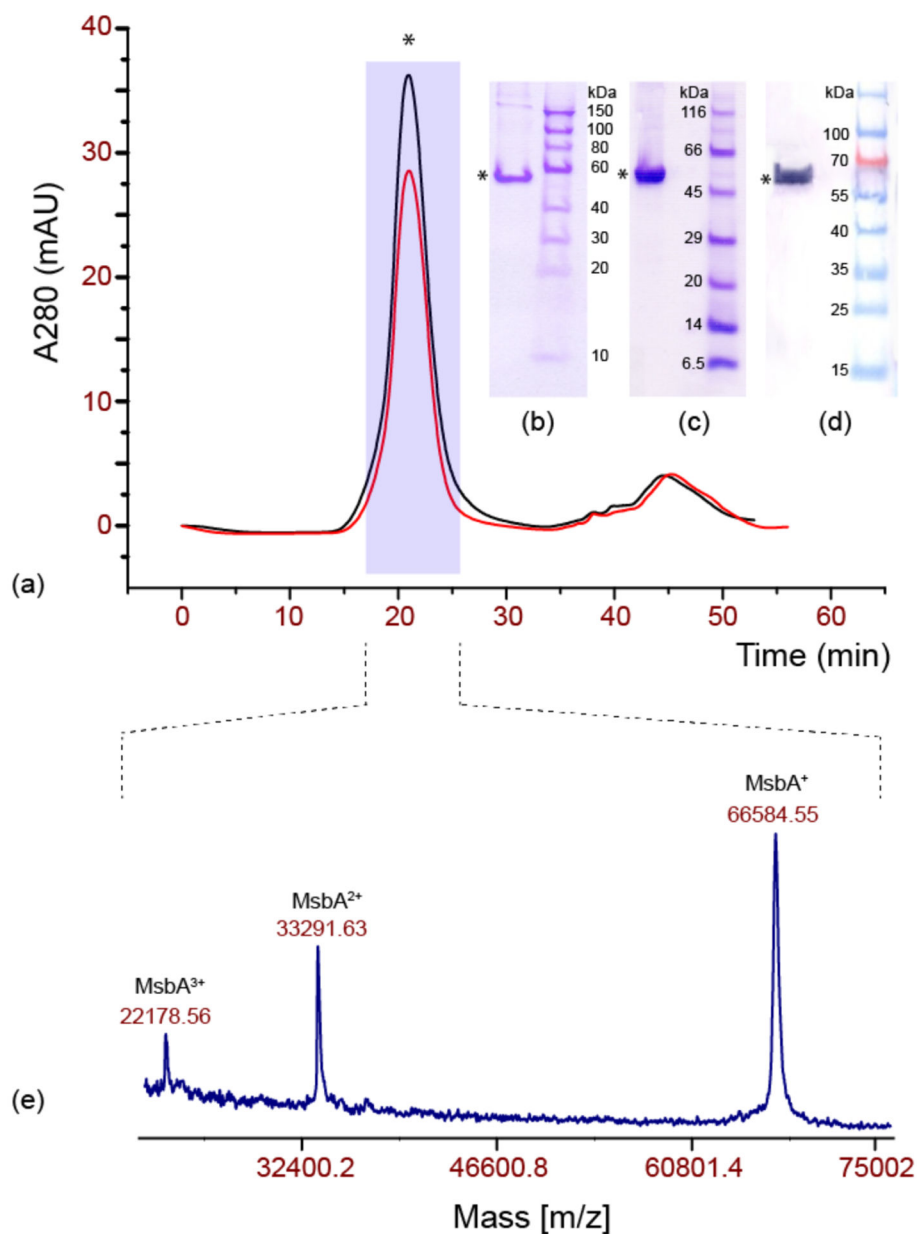 40
30
20
10
0
A280 (mAU)
*
kDa
150
100
80
60
40
30
20
10
*
(b)
kDa
116
66
45
29
20
14
6.5
*
(c)
kDa
100
70
55
40
35
25
15
*
(d)
(a)
0 10 20 30 40 50 60
Time (min)
MsbA⁺
66584.55
MsbA²⁺
33291.63
MsbA³⁺
22178.56
(e)
32400.2 46600.8 60801.4 75002
Mass [m/z]